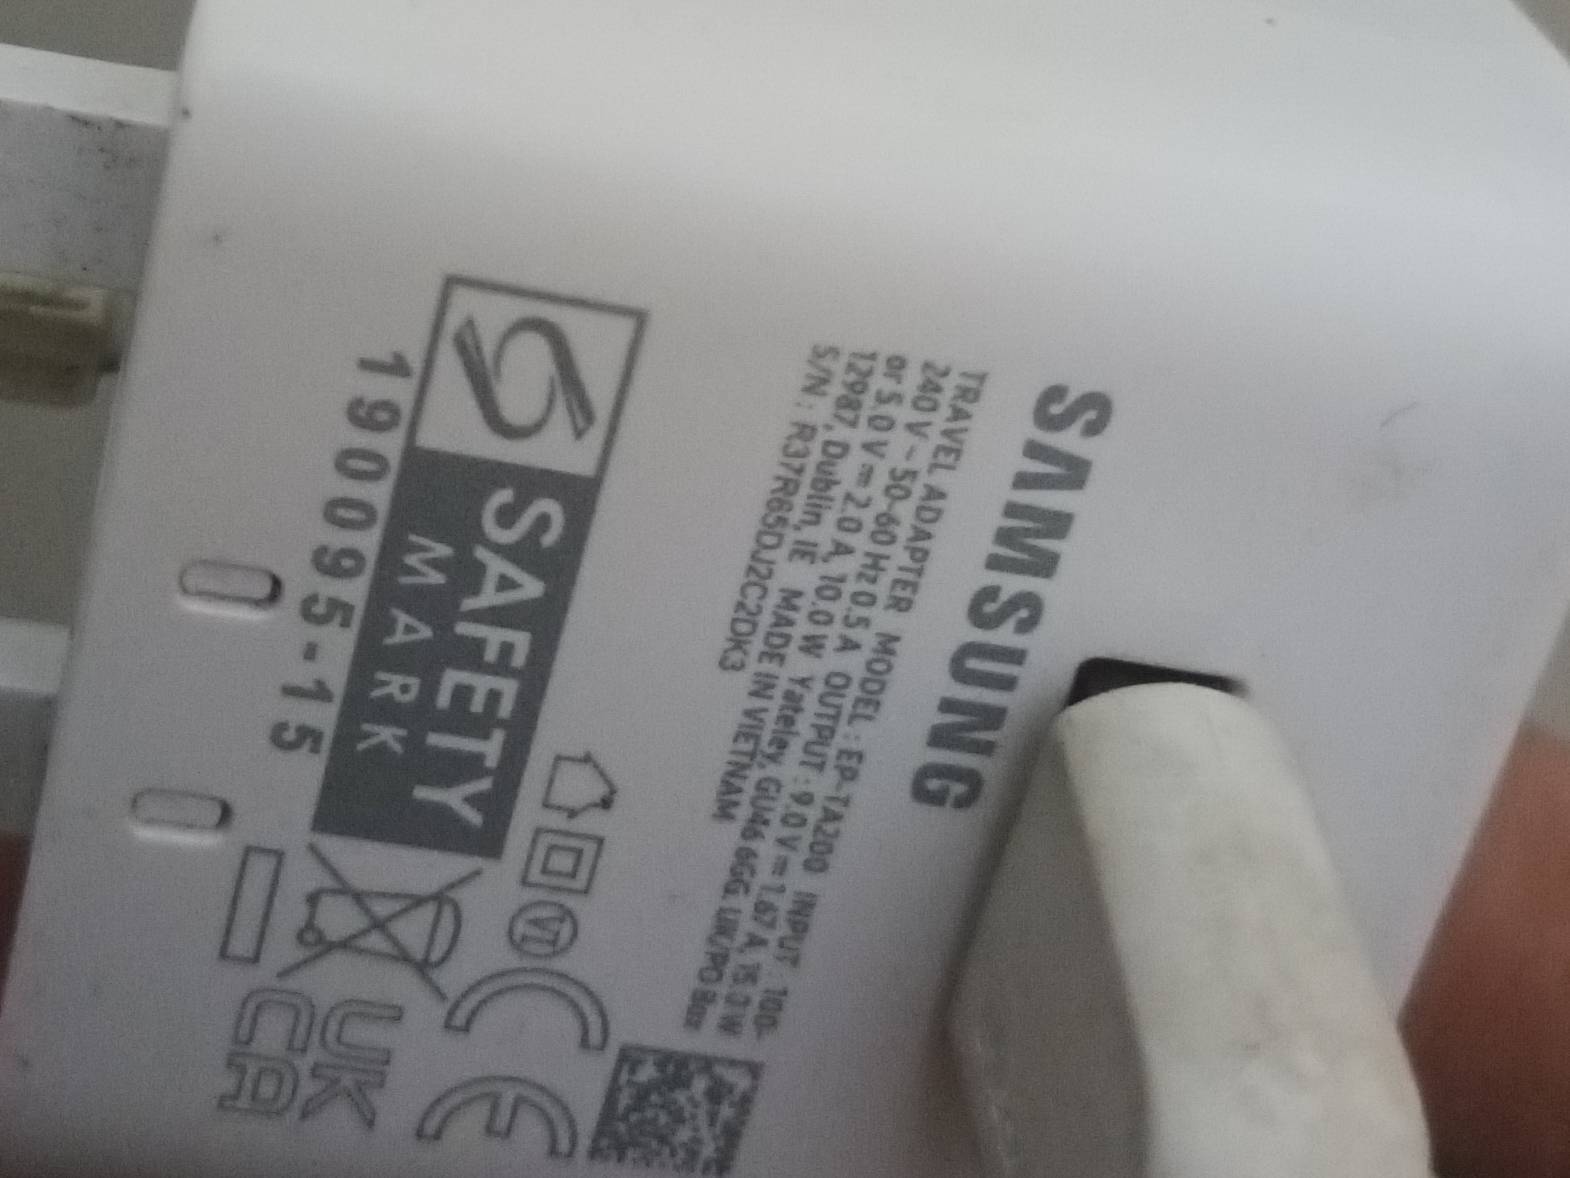 SAMSUNG
TRAVEL ADAPTER MODEL : EP-TA200 INPUT : 100-
240 V ~ 50-60 Hz 0.5 A OUTPUT : 9.0 V = 1.67 A, 15.0 W
or 5.0 V = 2.0 A, 10.0 W Yateley, GU46 6GG, UK/PO Box
12987, Dublin, IE MADE IN VIETNAM
S/N : R37R65DJ2C2DK3
SAFETY
MARK
190095-15
VI
CE
UK
CA